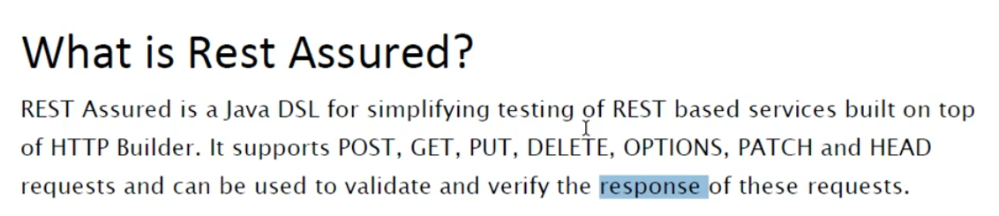 What is Rest Assured?
REST Assured is a Java DSL for simplifying testing of REST based services built on top
of HTTP Builder. It supports POST, GET, PUT, DELETE, OPTIONS, PATCH and HEAD
requests and can be used to validate and verify the response of these requests.